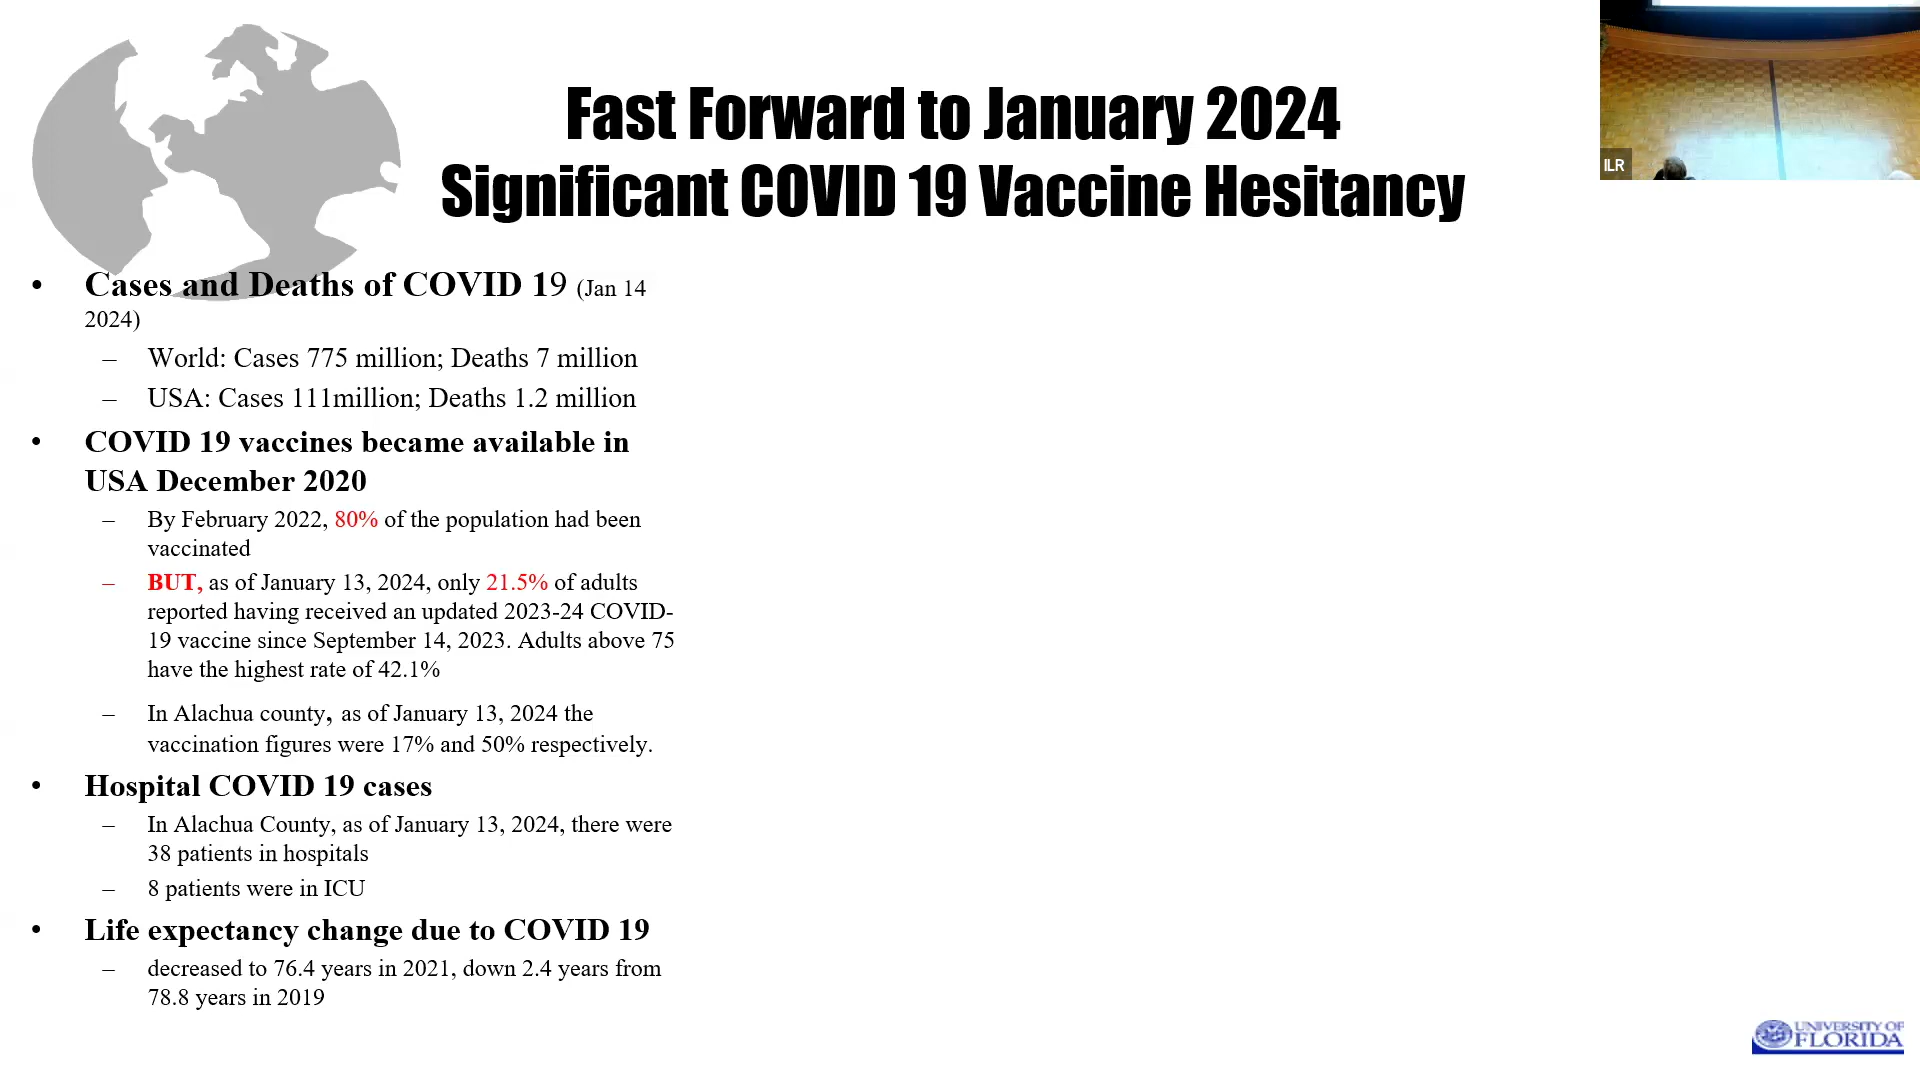 Fast Forward to January 2024
Significant COVID 19 Vaccine Hesitancy
ILR
• Cases and Deaths of COVID 19 (Jan 14
2024)
– World: Cases 775 million; Deaths 7 million
– USA: Cases 111million; Deaths 1.2 million
• COVID 19 vaccines became available in
USA December 2020
– By February 2022, 80% of the population had been
vaccinated
– BUT, as of January 13, 2024, only 21.5% of adults
reported having received an updated 2023-24 COVID-
19 vaccine since September 14, 2023. Adults above 75
have the highest rate of 42.1%
– In Alachua county, as of January 13, 2024 the
vaccination figures were 17% and 50% respectively.
• Hospital COVID 19 cases
– In Alachua County, as of January 13, 2024, there were
38 patients in hospitals
– 8 patients were in ICU
• Life expectancy change due to COVID 19
– decreased to 76.4 years in 2021, down 2.4 years from
78.8 years in 2019
UNIVERSITY OF
FLORIDA